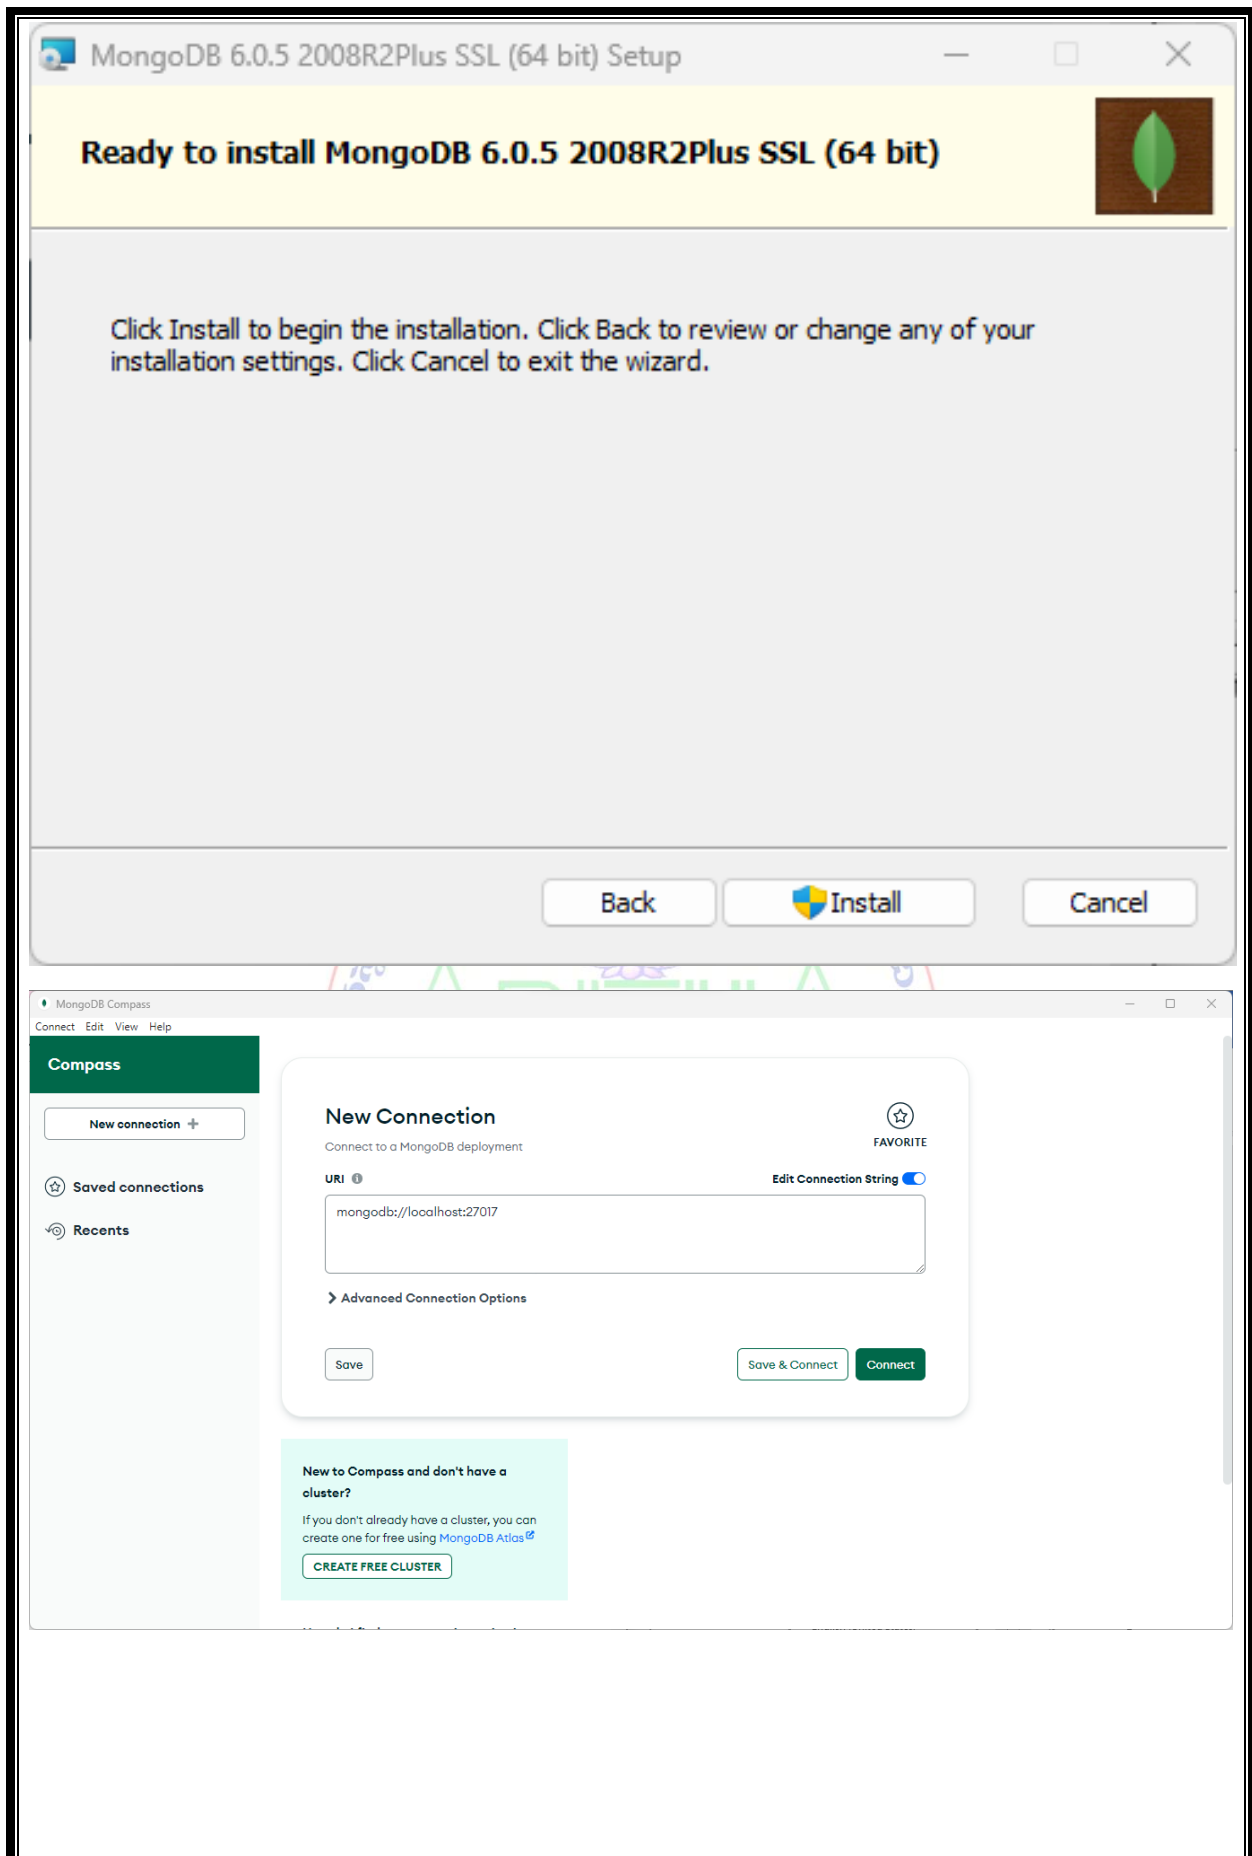 MongoDB 6.0.5 2008R2Plus SSL (64 bit) Setup
Ready to install MongoDB 6.0.5 2008R2Plus SSL (64 bit)
Click Install to begin the installation. Click Back to review or change any of your
installation settings. Click Cancel to exit the wizard.
Back Install Cancel
MongoDB Compass
Connect Edit View Help
Compass
New connection
Saved connections
Recents
New Connection
FAVORITE
Connect to a MongoDB deployment
URI Edit Connection String
mongodb://localhost:27017
Advanced Connection Options
Save Save & Connect Connect
New to Compass and don't have a
cluster?
If you don't already have a cluster, you can
create one for free using MongoDB Atlas
CREATE FREE CLUSTER